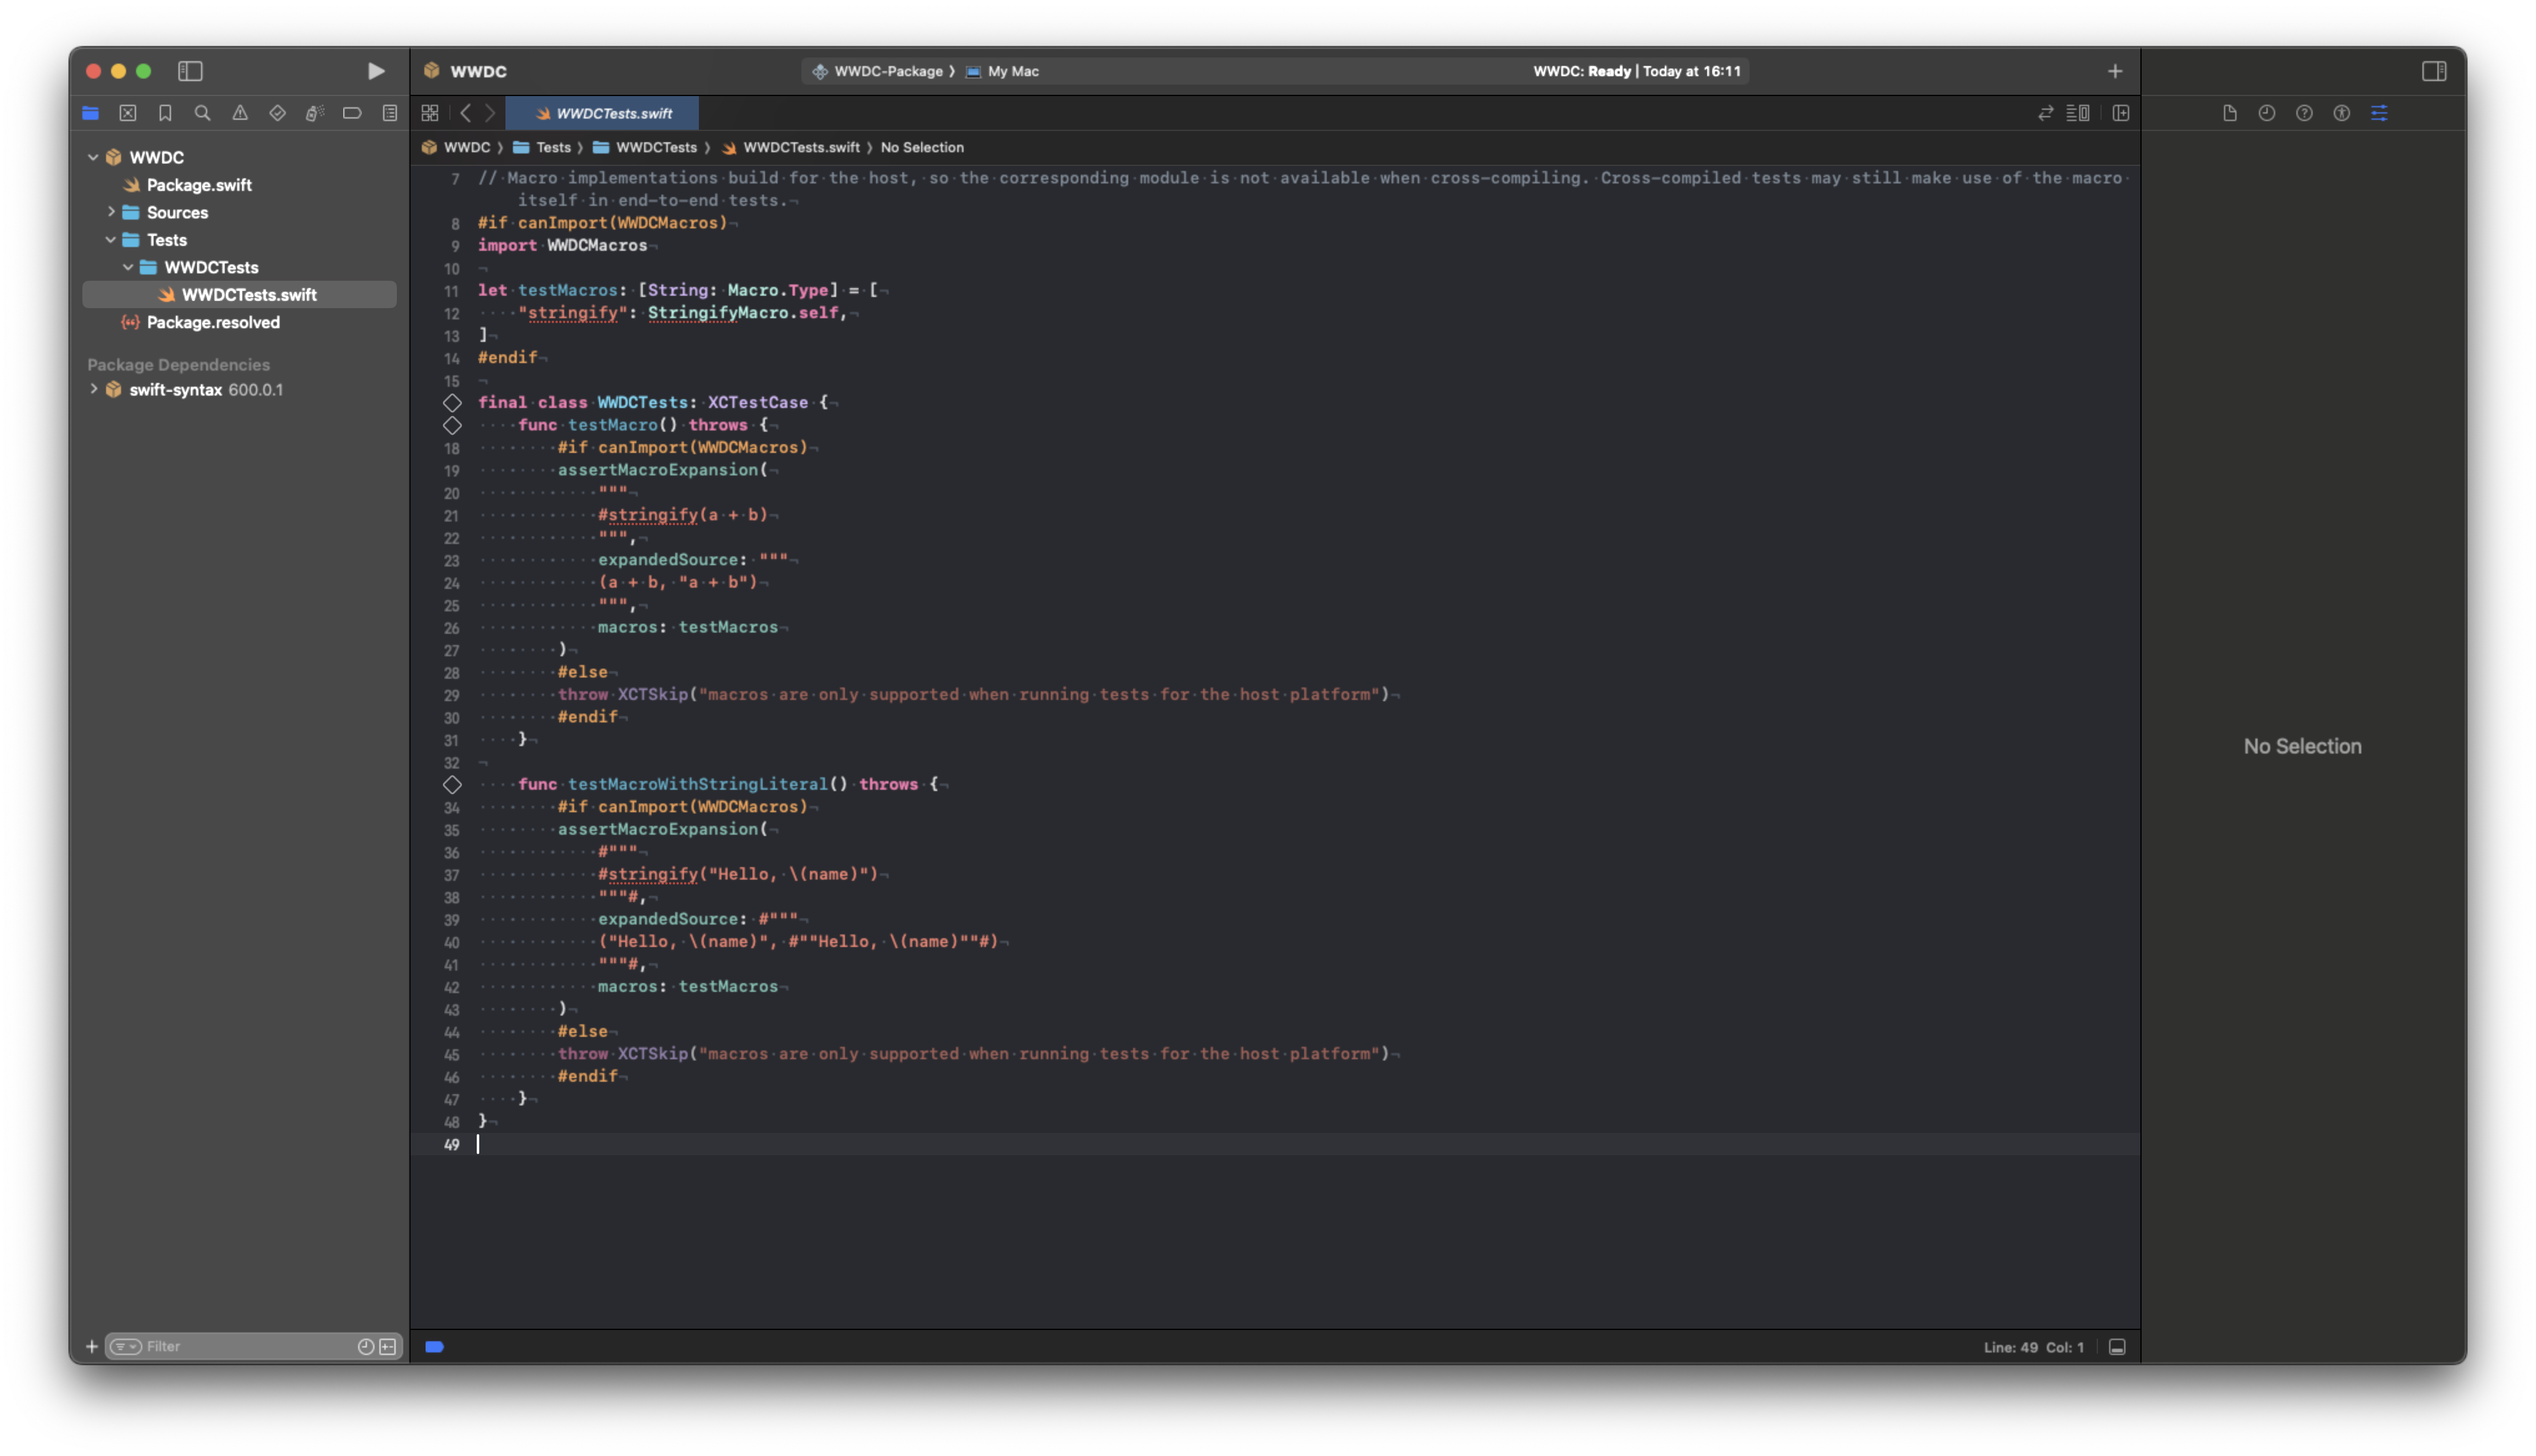 WWDC
WWDC-Package
My Mac
WWDC: Ready | Today at 16:11
WWDCTests.swift
WWDC
Package.swift
Sources
Tests
WWDCTests
WWDCTests.swift
Package.resolved
Package Dependencies
swift-syntax 600.0.1
Filter
WWDC
Tests
WWDCTests
WWDCTests.swift
No Selection
7 // Macro implementations build for the host, so the corresponding module is not available when cross-compiling. Cross-compiled tests may still make use of the macro
itself in end-to-end tests.
8 #if canImport(WWDCMacros)
9 import WWDCMacros
10
11 let testMacros: [String: Macro.Type] = [
12     "stringify": StringifyMacro.self,
13 ]
14 #endif
15
final class WWDCTests: XCTestCase {
    func testMacro() throws {
18         #if canImport(WWDCMacros)
19         assertMacroExpansion(
20             """
21             #stringify(a + b)
22             """,
23             expandedSource: """
24             (a + b, "a + b")
25             """,
26             macros: testMacros
27         )
28         #else
29         throw XCTSkip("macros are only supported when running tests for the host platform")
30         #endif
31     }
32
    func testMacroWithStringLiteral() throws {
34         #if canImport(WWDCMacros)
35         assertMacroExpansion(
36             #"""
37             #stringify("Hello, \(name)")
38             """#,
39             expandedSource: #"""
40             ("Hello, \(name)", #""Hello, \(name)""#)
41             """#,
42             macros: testMacros
43         )
44         #else
45         throw XCTSkip("macros are only supported when running tests for the host platform")
46         #endif
47     }
48 }
49
Line: 49 Col: 1
No Selection